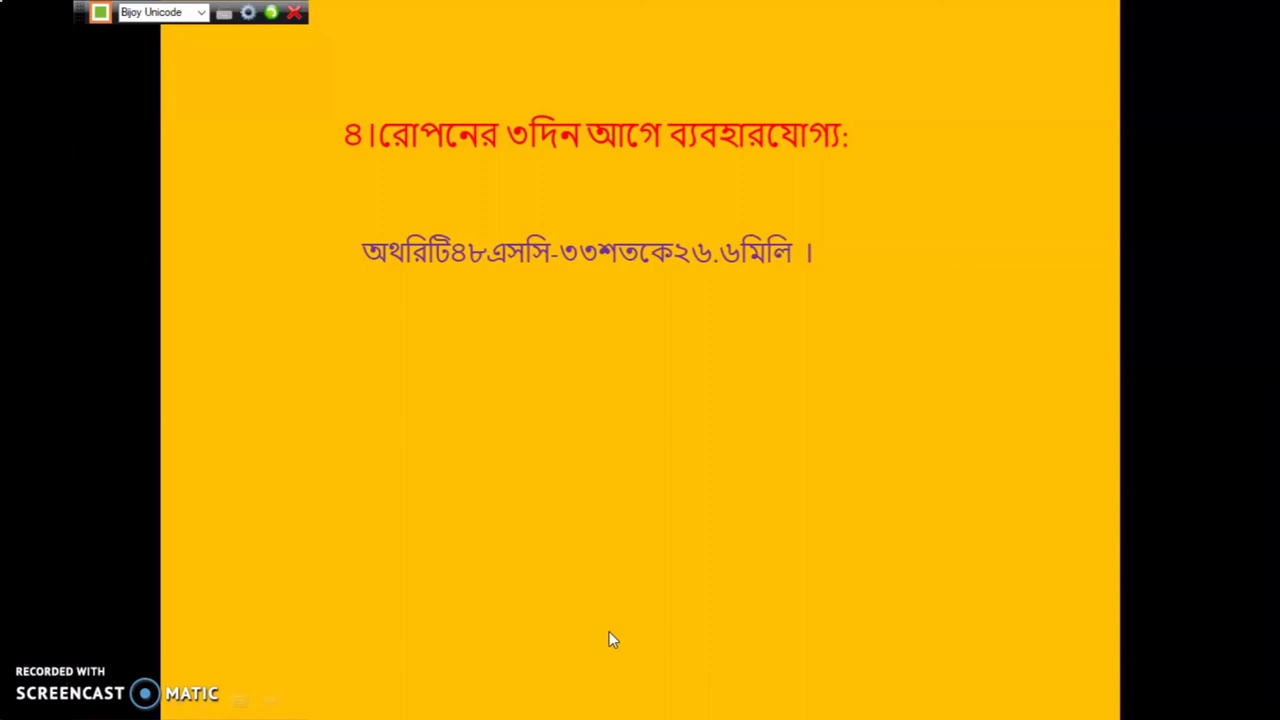 Bijoy Unicode
৪।রোপনের ৩দিন আগে ব্যবহারযোগ্য:
অথরিটি৪৮এসসি-৩৩শতকে২৬.৬মিলি ।
RECORDED WITH
SCREENCAST MATIC